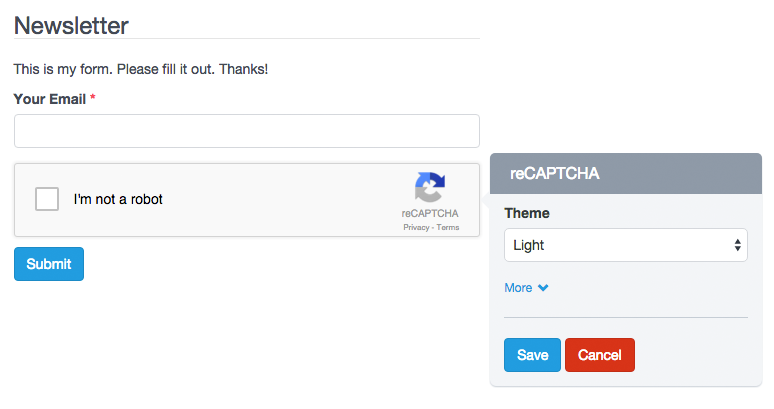 Newsletter
This is my form. Please fill it out. Thanks!
Your Email *
I'm not a robot
reCAPTCHA
Privacy - Terms
Submit
reCAPTCHA
Theme
Light
More
Save Cancel